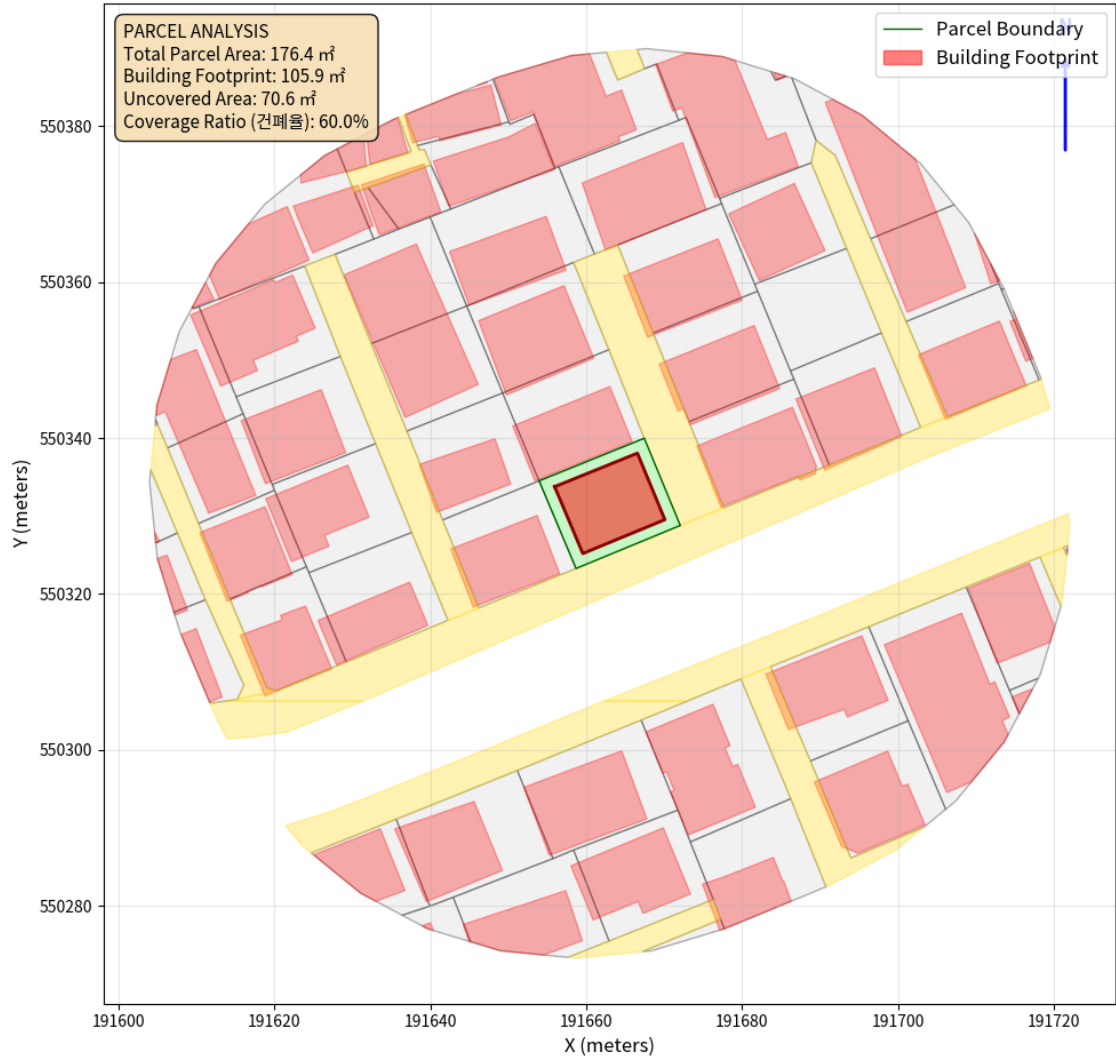 PARCEL ANALYSIS
Total Parcel Area: 176.4 ㎡
Building Footprint: 105.9 ㎡
Uncovered Area: 70.6 ㎡
Coverage Ratio (건폐율): 60.0%
Parcel Boundary
Building Footprint
N
550380
550360
550340
550320
550300
550280
Y (meters)
191600 191620 191640 191660 191680 191700 191720
X (meters)